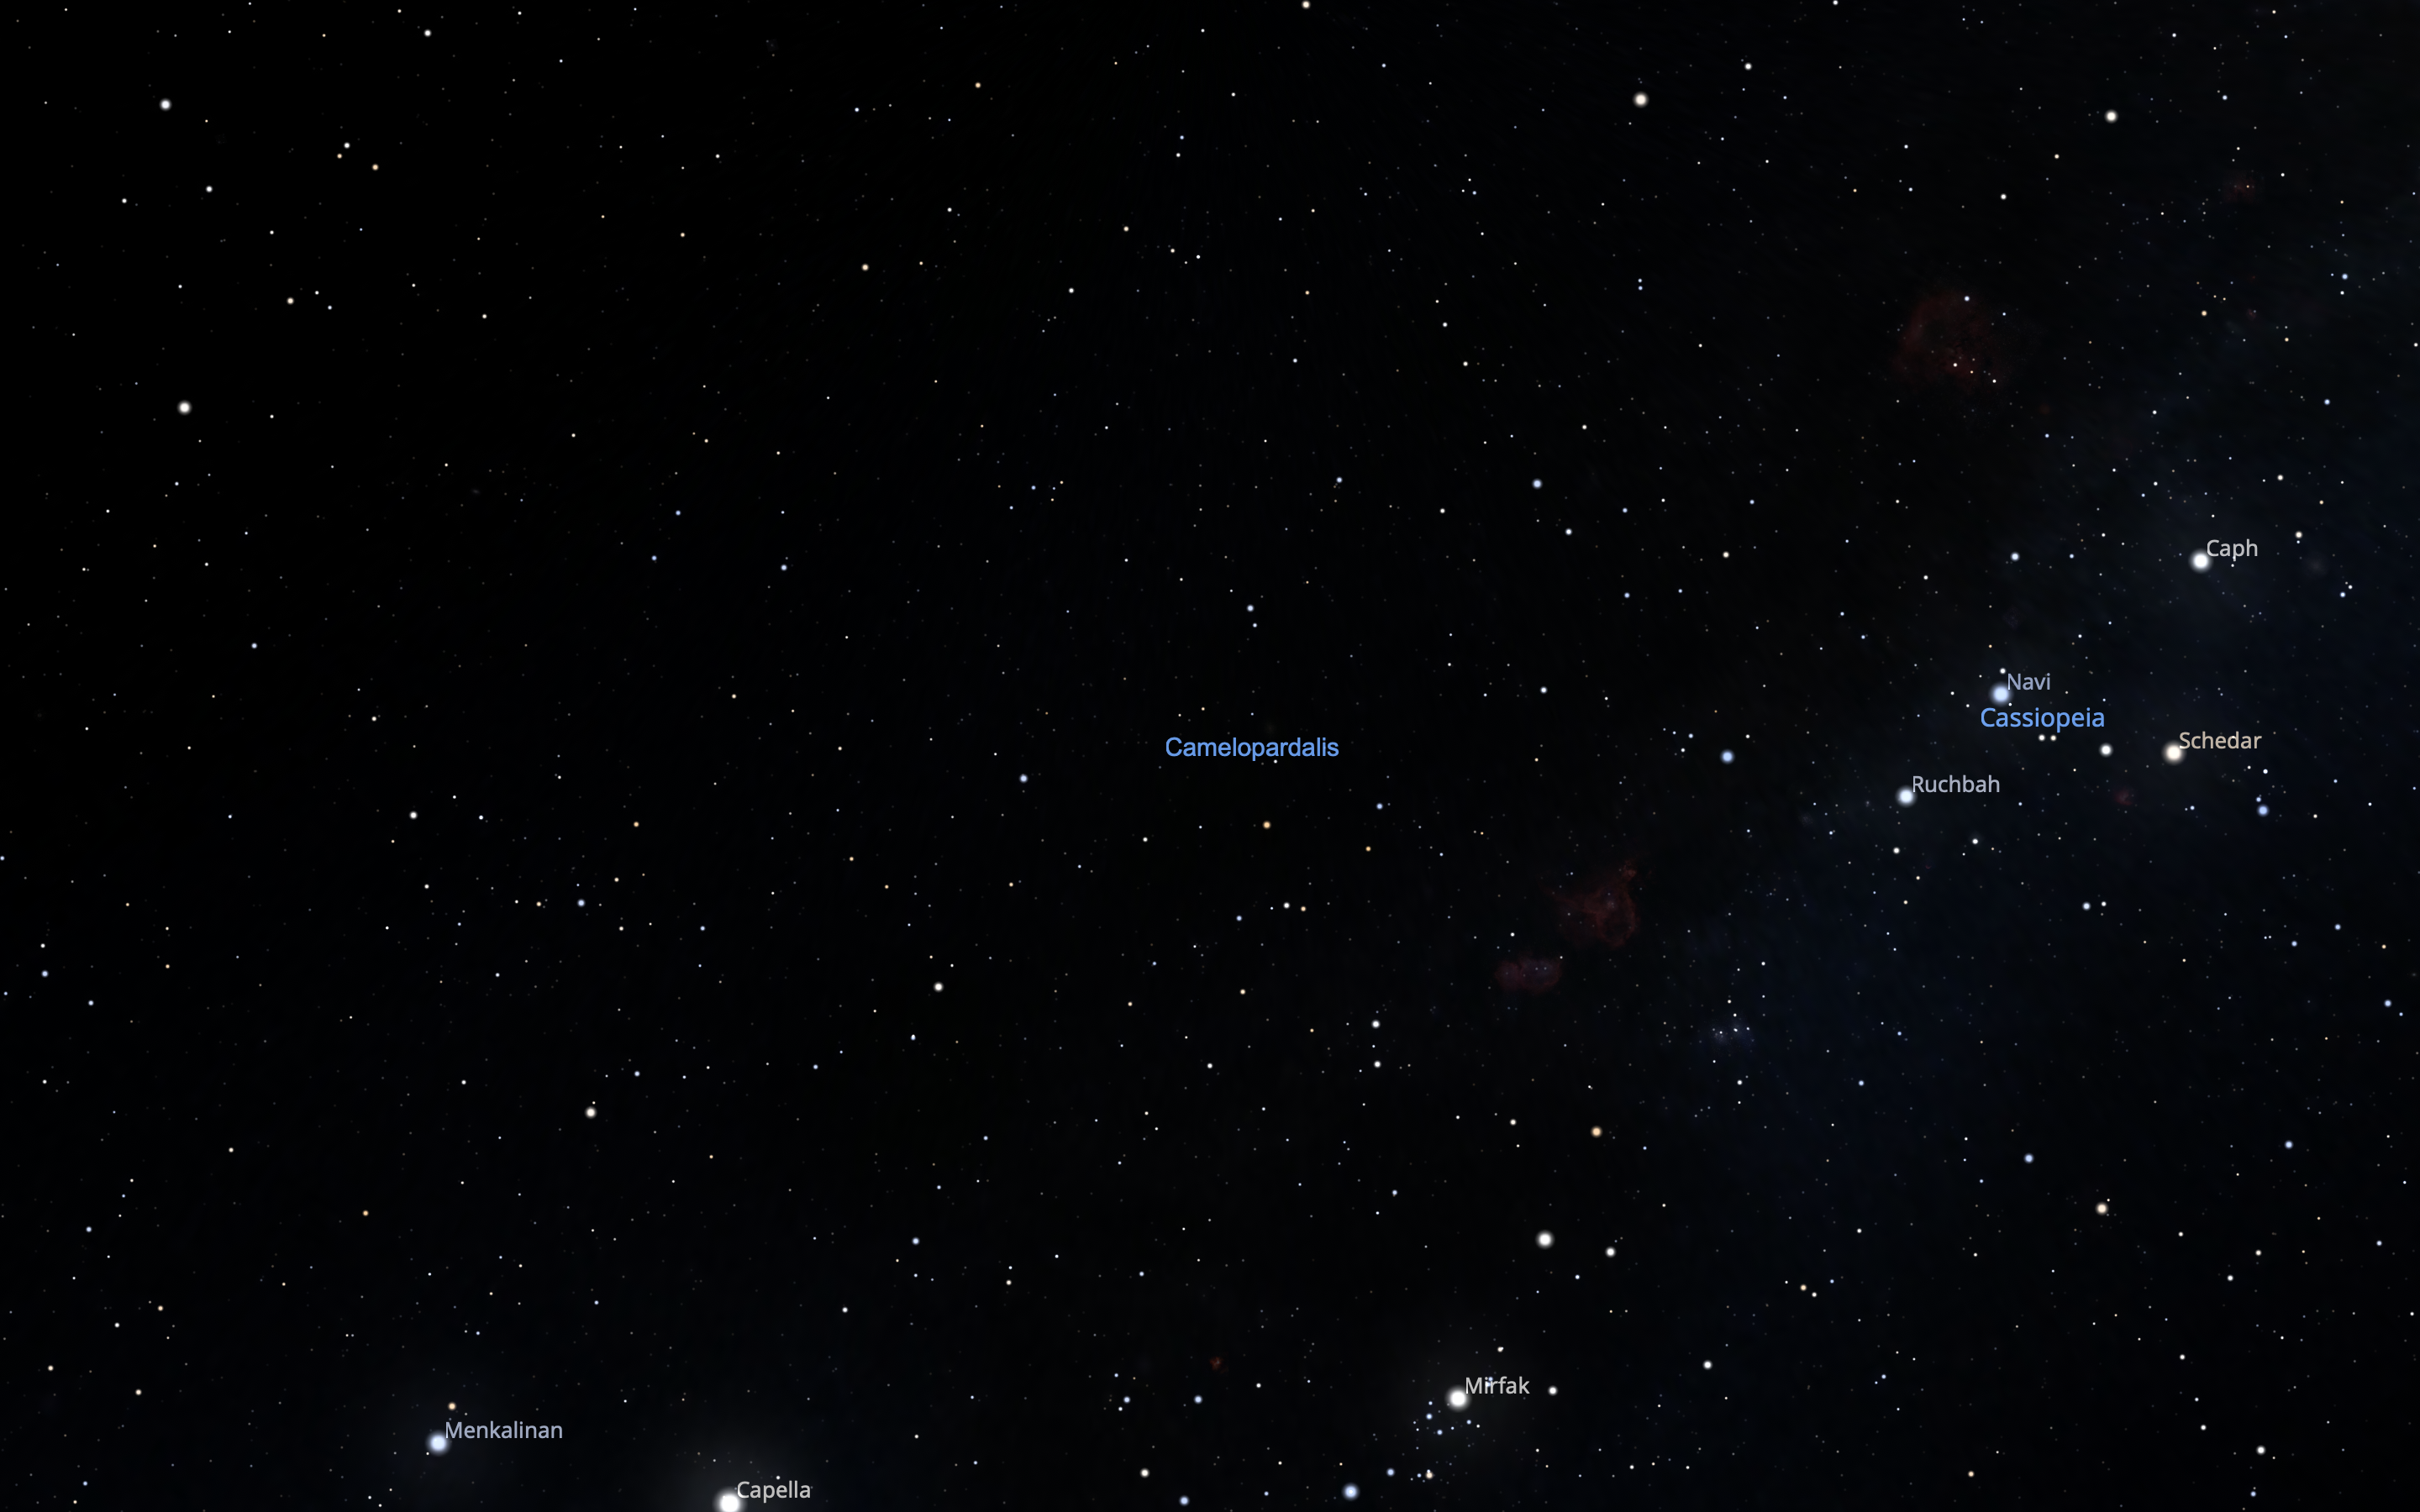 Caph
Navi
Cassiopeia
Schedar
Camelopardalis
Ruchbah
Mirfak
Menkalinan
Capella